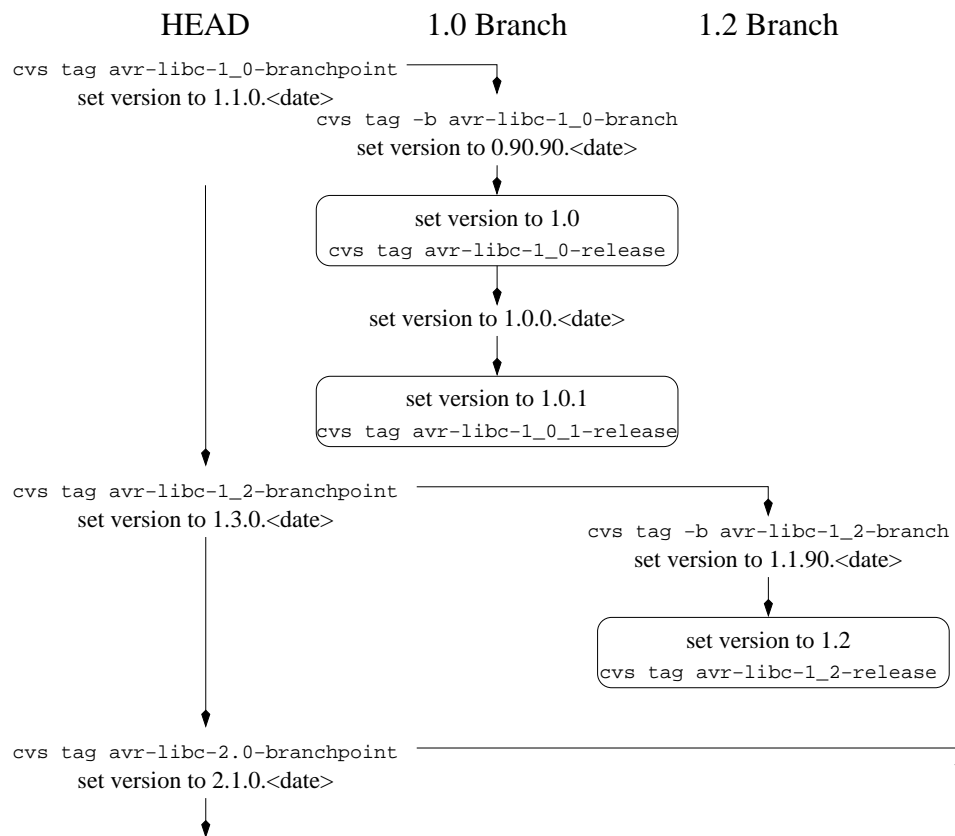 HEAD
1.0 Branch
1.2 Branch
cvs tag avr-libc-1_0-branchpoint
set version to 1.1.0.<date>
cvs tag -b avr-libc-1_0-branch
set version to 0.90.90.<date>
set version to 1.0
cvs tag avr-libc-1_0-release
set version to 1.0.0.<date>
set version to 1.0.1
cvs tag avr-libc-1_0_1-release
cvs tag avr-libc-1_2-branchpoint
set version to 1.3.0.<date>
cvs tag -b avr-libc-1_2-branch
set version to 1.1.90.<date>
set version to 1.2
cvs tag avr-libc-1_2-release
cvs tag avr-libc-2.0-branchpoint
set version to 2.1.0.<date>